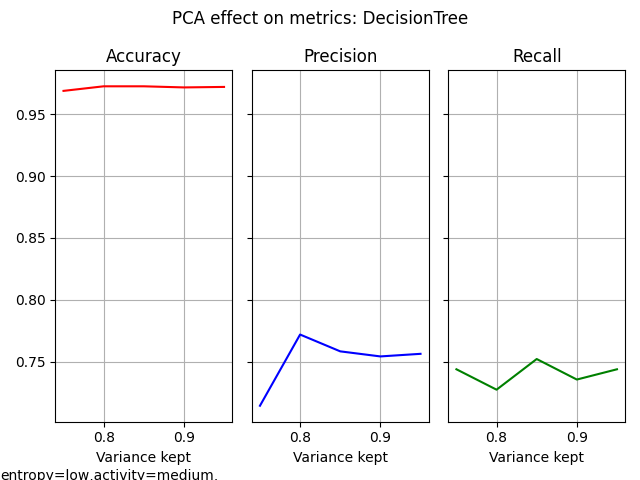 PCA effect on metrics: DecisionTree
Accuracy Precision Recall
0.95
0.90
0.85
0.80
0.75
0.8 0.9 0.8 0.9 0.8 0.9
Variance kept Variance kept Variance kept
entropy=low,activity=medium,